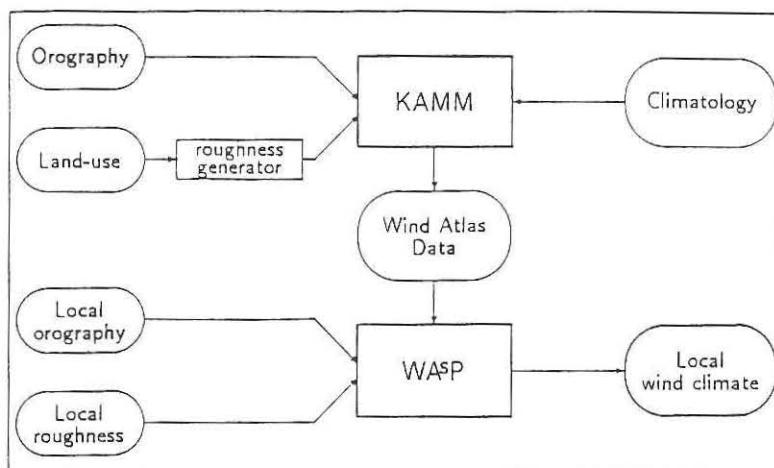 Orography
KAMM
Climatology
Land-use
roughness
generator
Wind Atlas
Data
Local
orography
WAsP
Local
wind climate
Local
roughness